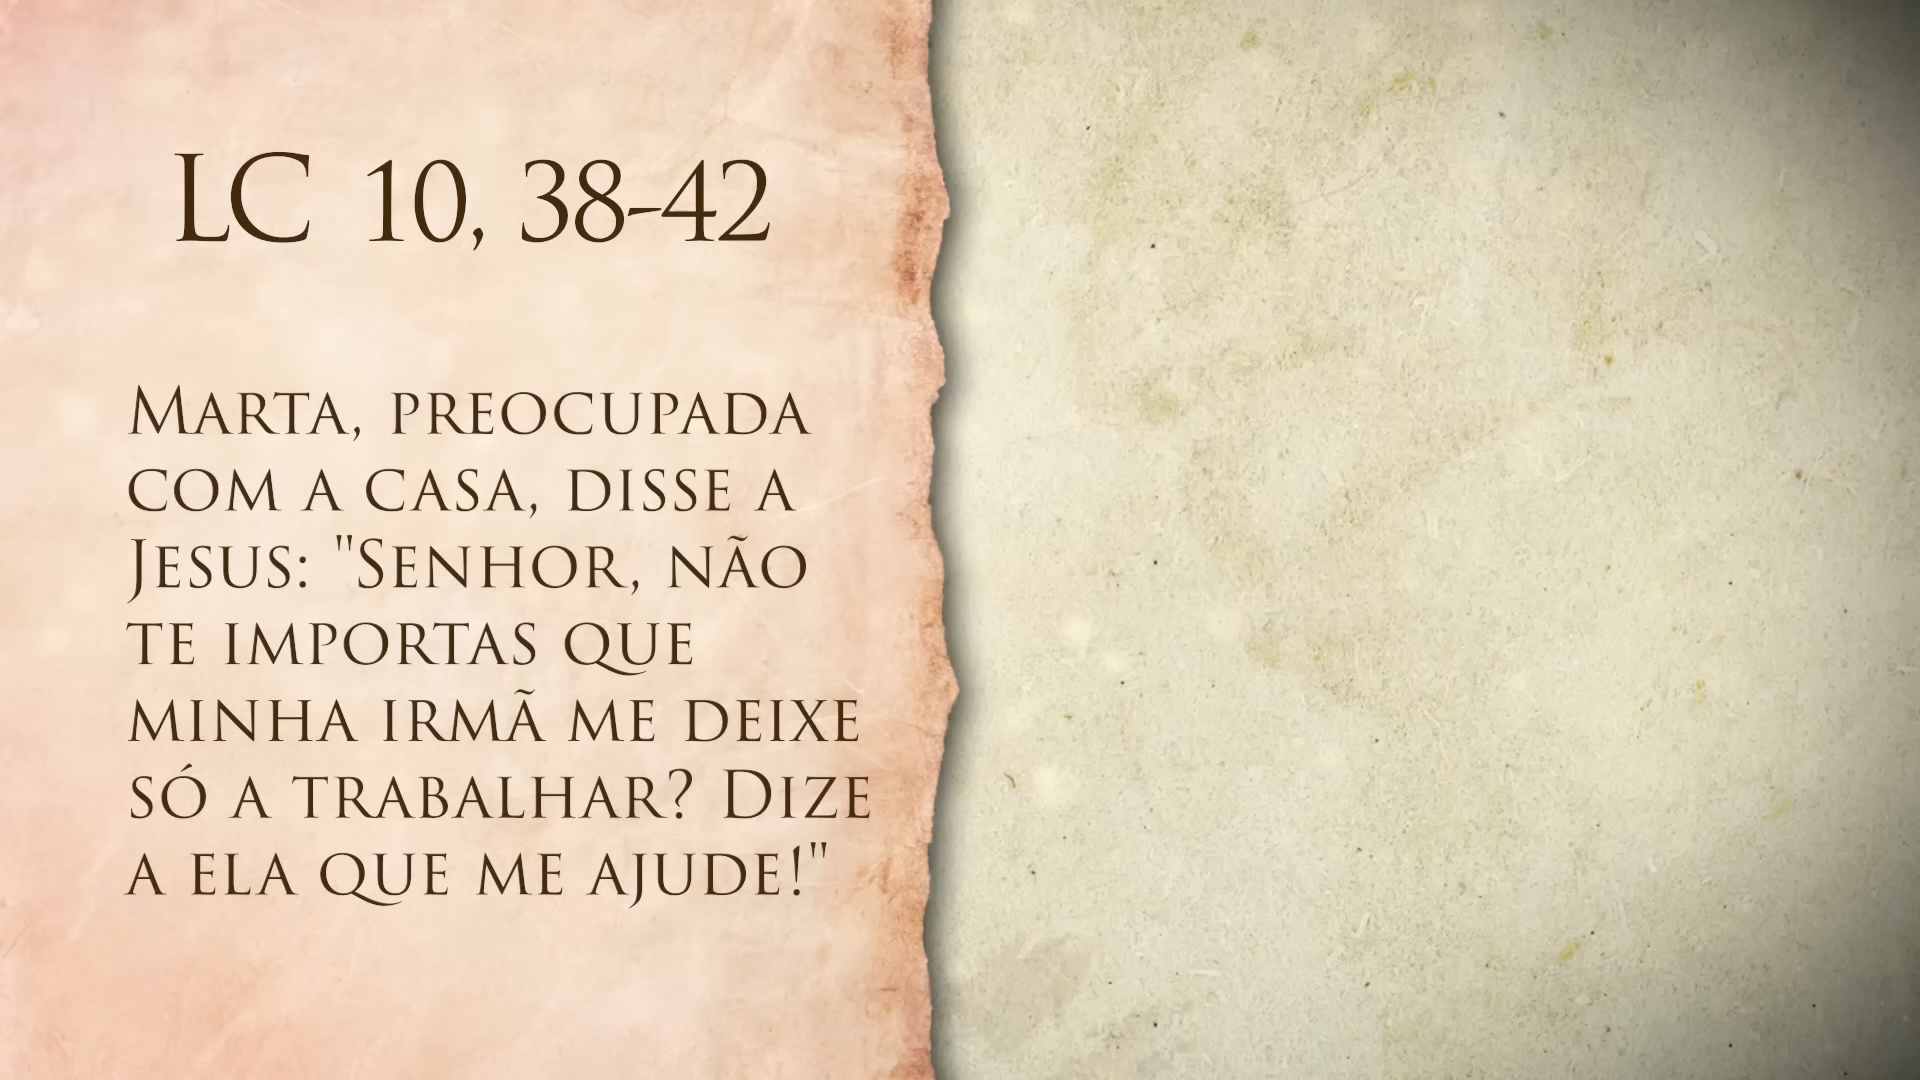 LC 10, 38-42
Marta, preocupada
com a casa, disse a
Jesus: "Senhor, não
te importas que
minha irmã me deixe
só a trabalhar? Dize
a ela que me ajude!"